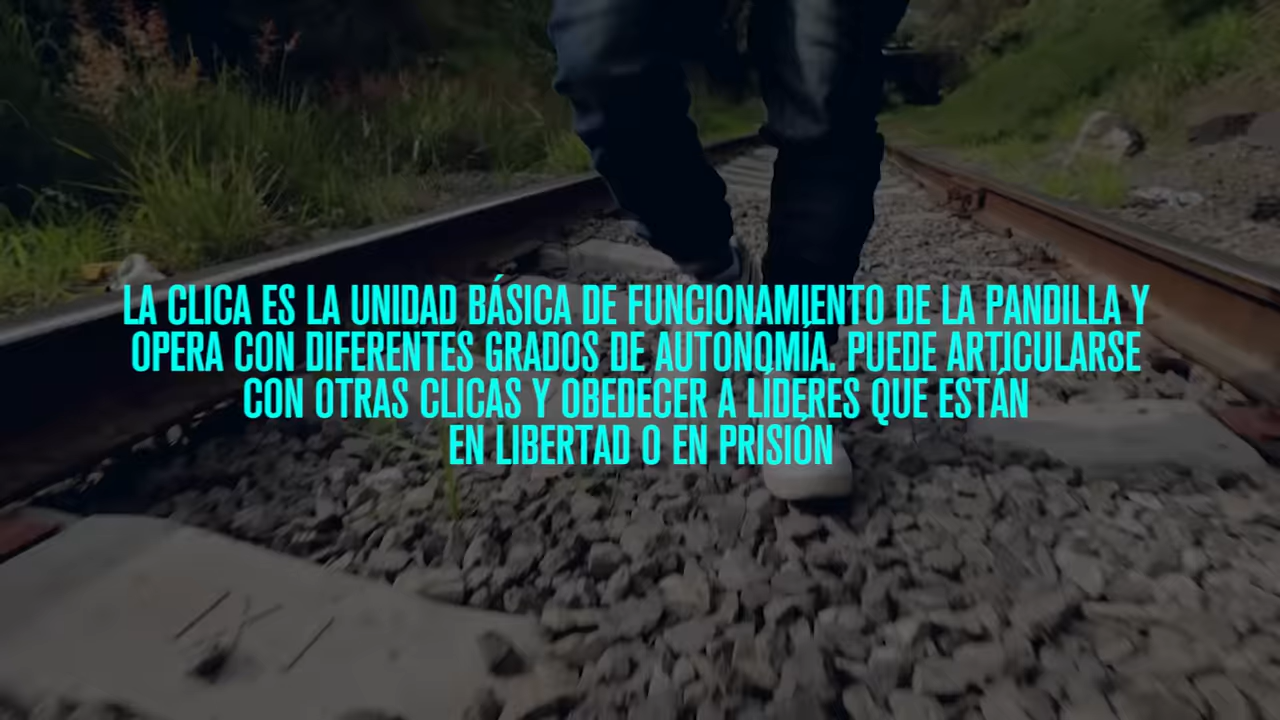 LA CLICA ES LA UNIDAD BÁSICA DE FUNCIONAMIENTO DE LA PANDILLA Y
OPERA CON DIFERENTES GRADOS DE AUTONOMÍA. PUEDE ARTICULARSE
CON OTRAS CLICAS Y OBEDECER A LÍDERES QUE ESTÁN
EN LIBERTAD O EN PRISIÓN